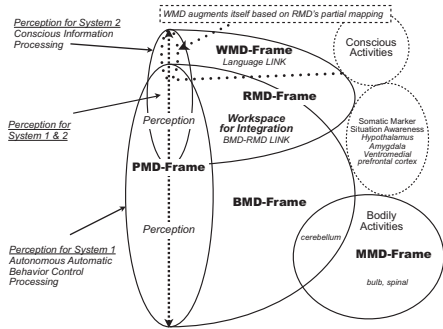 Perception for System 2
Conscious Information
Processing
WMD augments itself based on RMD's partial mapping
WMD-Frame
Language LINK
Conscious
Activities
RMD-Frame
Perception for
System 1 & 2
Perception
Workspace
for Integration
BMD-RMD LINK
Somatic Marker
Situation Awareness
Hypothalamus
Amygdala
Ventromedial
prefrontal cortex
PMD-Frame
BMD-Frame
Perception
Bodily
Activities
cerebellum
MMD-Frame
bulb, spinal
Perception for System 1
Autonomous Automatic
Behavior Control
Processing